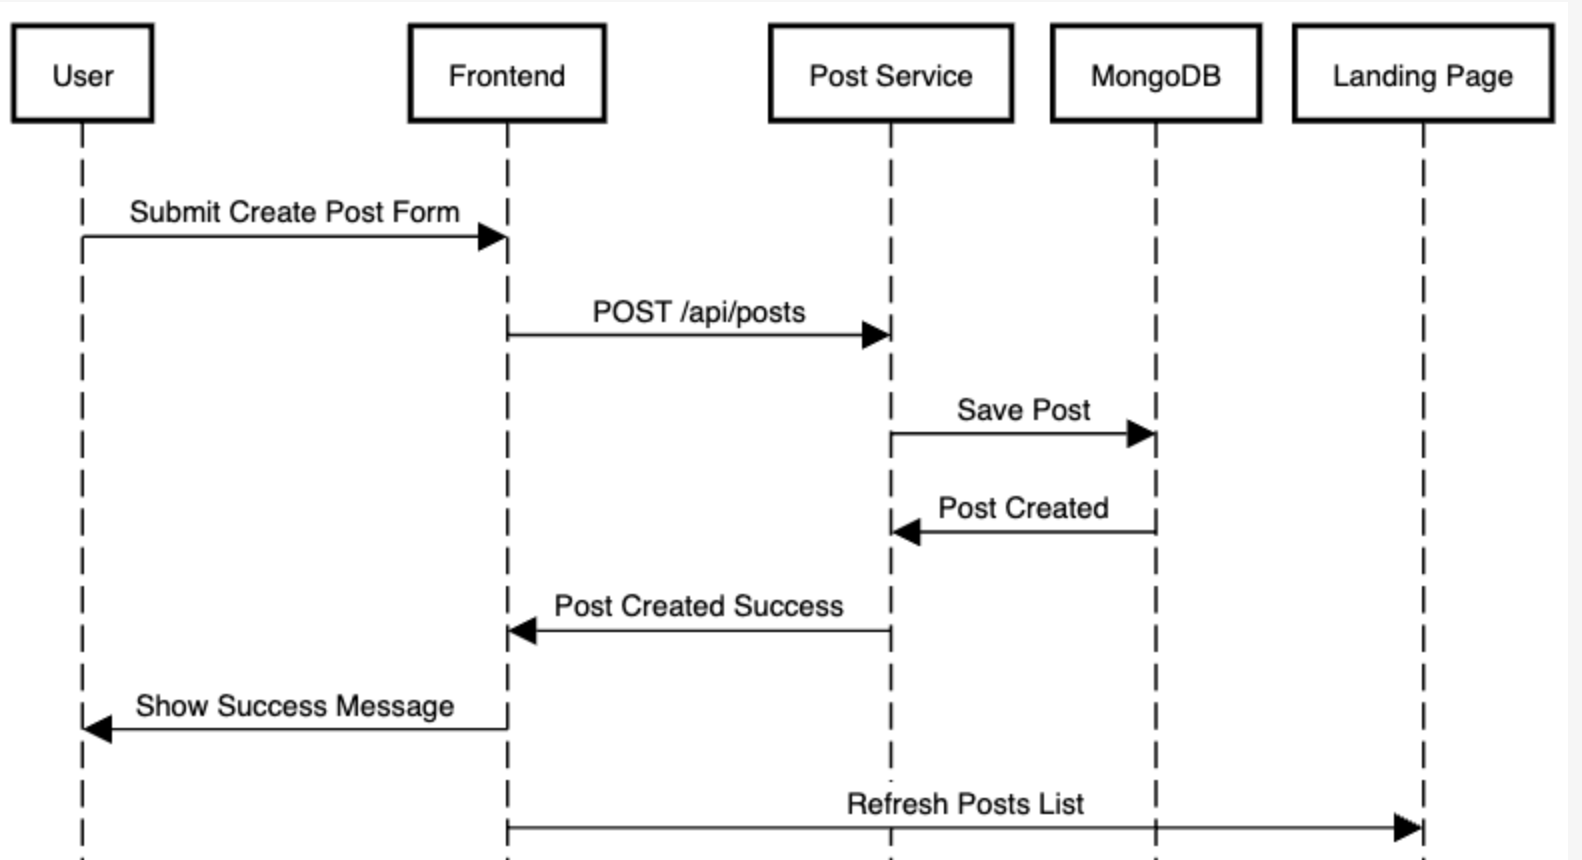 User
Frontend
Post Service
MongoDB
Landing Page
Submit Create Post Form
POST /api/posts
Save Post
Post Created
Post Created Success
Show Success Message
Refresh Posts List